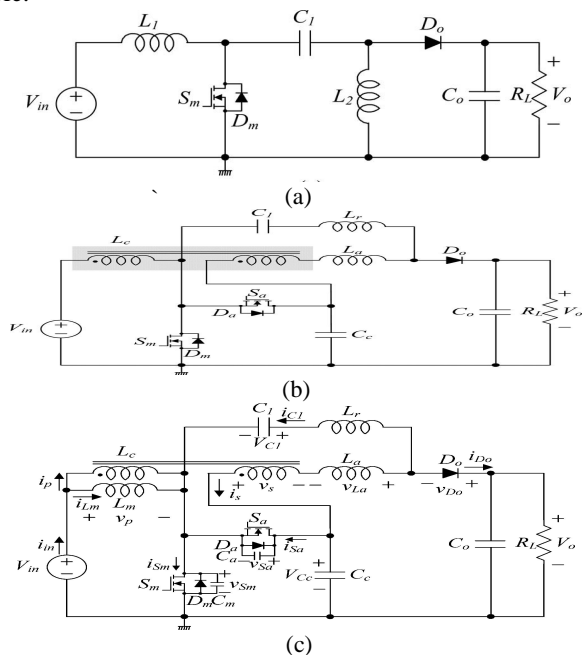 L1 C1 Do
Vin Sm Dm L2 Co RL + Vo −
(a)
C1 Lr
Lc La Do
Sa
Da
Vin Sm Dm Cc Co RL + Vo −
(b)
C1 iC1 Lr
− VC1 +
Lc La Do iDo
ip iLm Lm is vs − − vLa + − vDo +
+ vp −
Sa
iin Da iSa Co RL + Vo −
Ca − vSa +
Vin iSm + VCc + Cc
Sm vSm −
Dm − Cm
(c)